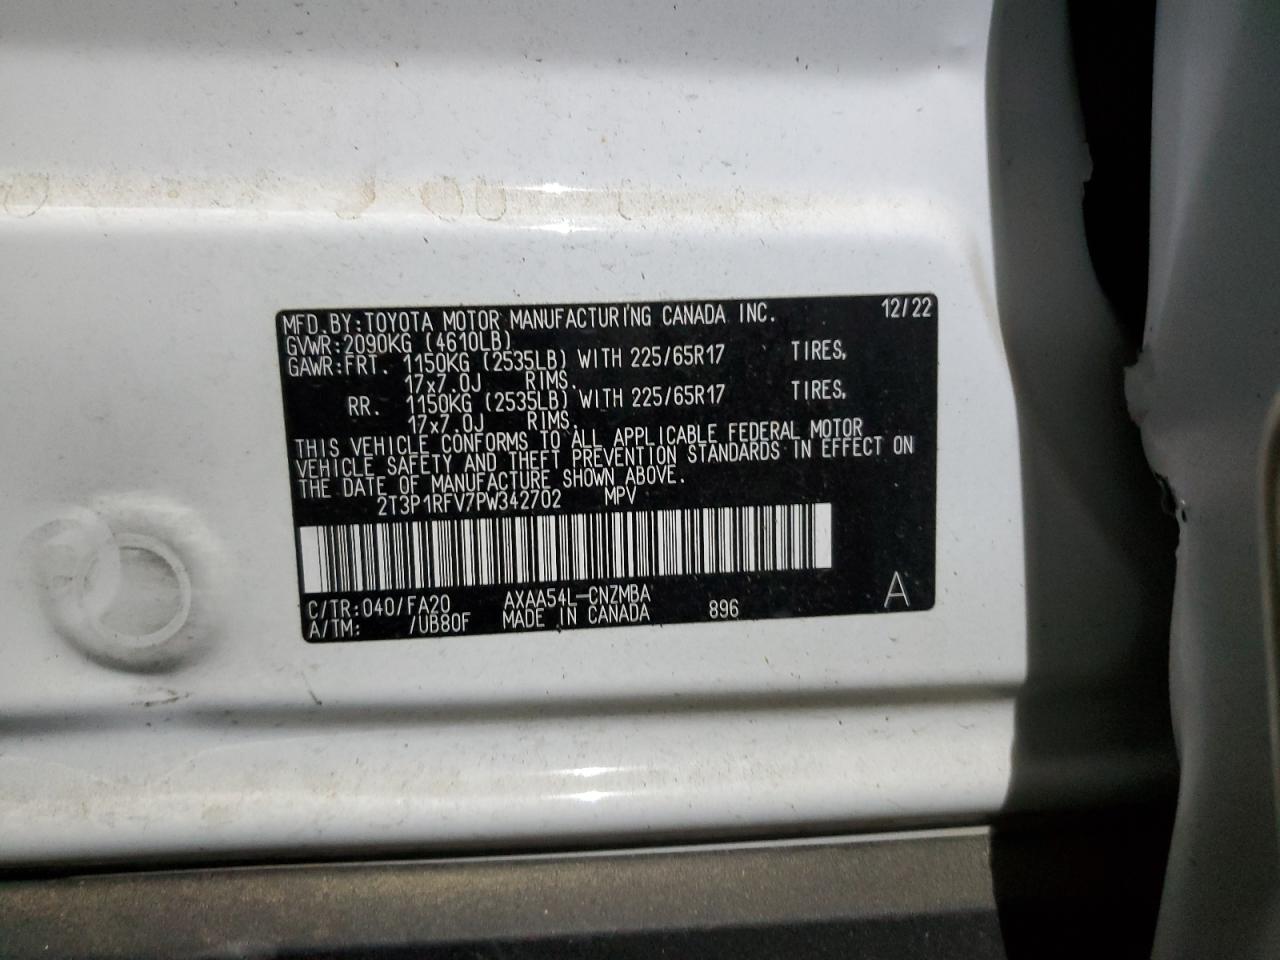 MFD.BY:TOYOTA MOTOR MANUFACTURING CANADA INC. 12/22
GVWR:2090KG (4610LB)
GAWR:FRT. 1150KG (2535LB) WITH 225/65R17 TIRES,
17x7.0J RIMS.
RR. 1150KG (2535LB) WITH 225/65R17 TIRES,
17x7.0J RIMS.
THIS VEHICLE CONFORMS TO ALL APPLICABLE FEDERAL MOTOR
VEHICLE SAFETY AND THEFT PREVENTION STANDARDS IN EFFECT ON
THE DATE OF MANUFACTURE SHOWN ABOVE.
2T3P1RFV7PW342702 MPV
C/TR:040/FA20 AXAA54L-CNZMBA
A/TM: /UB80F MADE IN CANADA 896 A